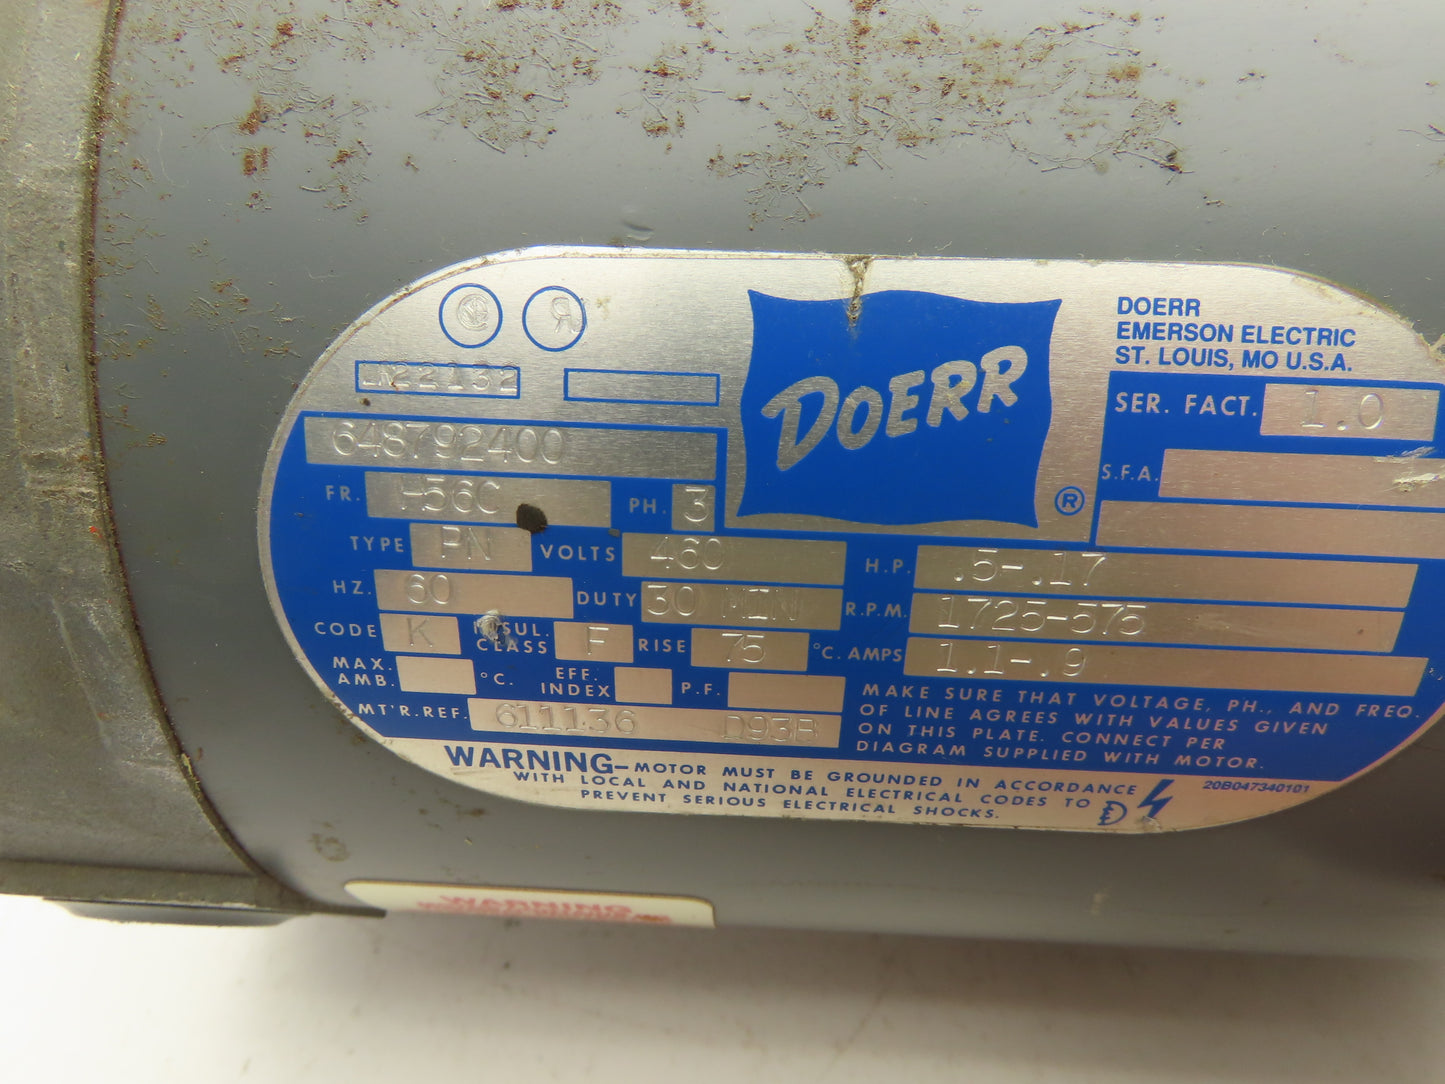 LR22132
648792400
FR. H56C PH. 3
TYPE PN VOLTS 460
HZ. 60 DUTY 30 MIN
CODE K INSUL. CLASS F RISE 75 °C.
MAX. AMB. °C. EFF. INDEX P.F.
MT'R. REF. 611136 D93B
DOERR
®
DOERR
EMERSON ELECTRIC
ST. LOUIS, MO U.S.A.
SER. FACT. 1.0
S.F.A.
H.P. .5-.17
R.P.M. 1725-575
AMPS 1.1-.9
MAKE SURE THAT VOLTAGE, PH., AND FREQ.
OF LINE AGREES WITH VALUES GIVEN
ON THIS PLATE. CONNECT PER
DIAGRAM SUPPLIED WITH MOTOR.
WARNING–MOTOR MUST BE GROUNDED IN ACCORDANCE
WITH LOCAL AND NATIONAL ELECTRICAL CODES TO
PREVENT SERIOUS ELECTRICAL SHOCKS.
20B047340101
WARNING